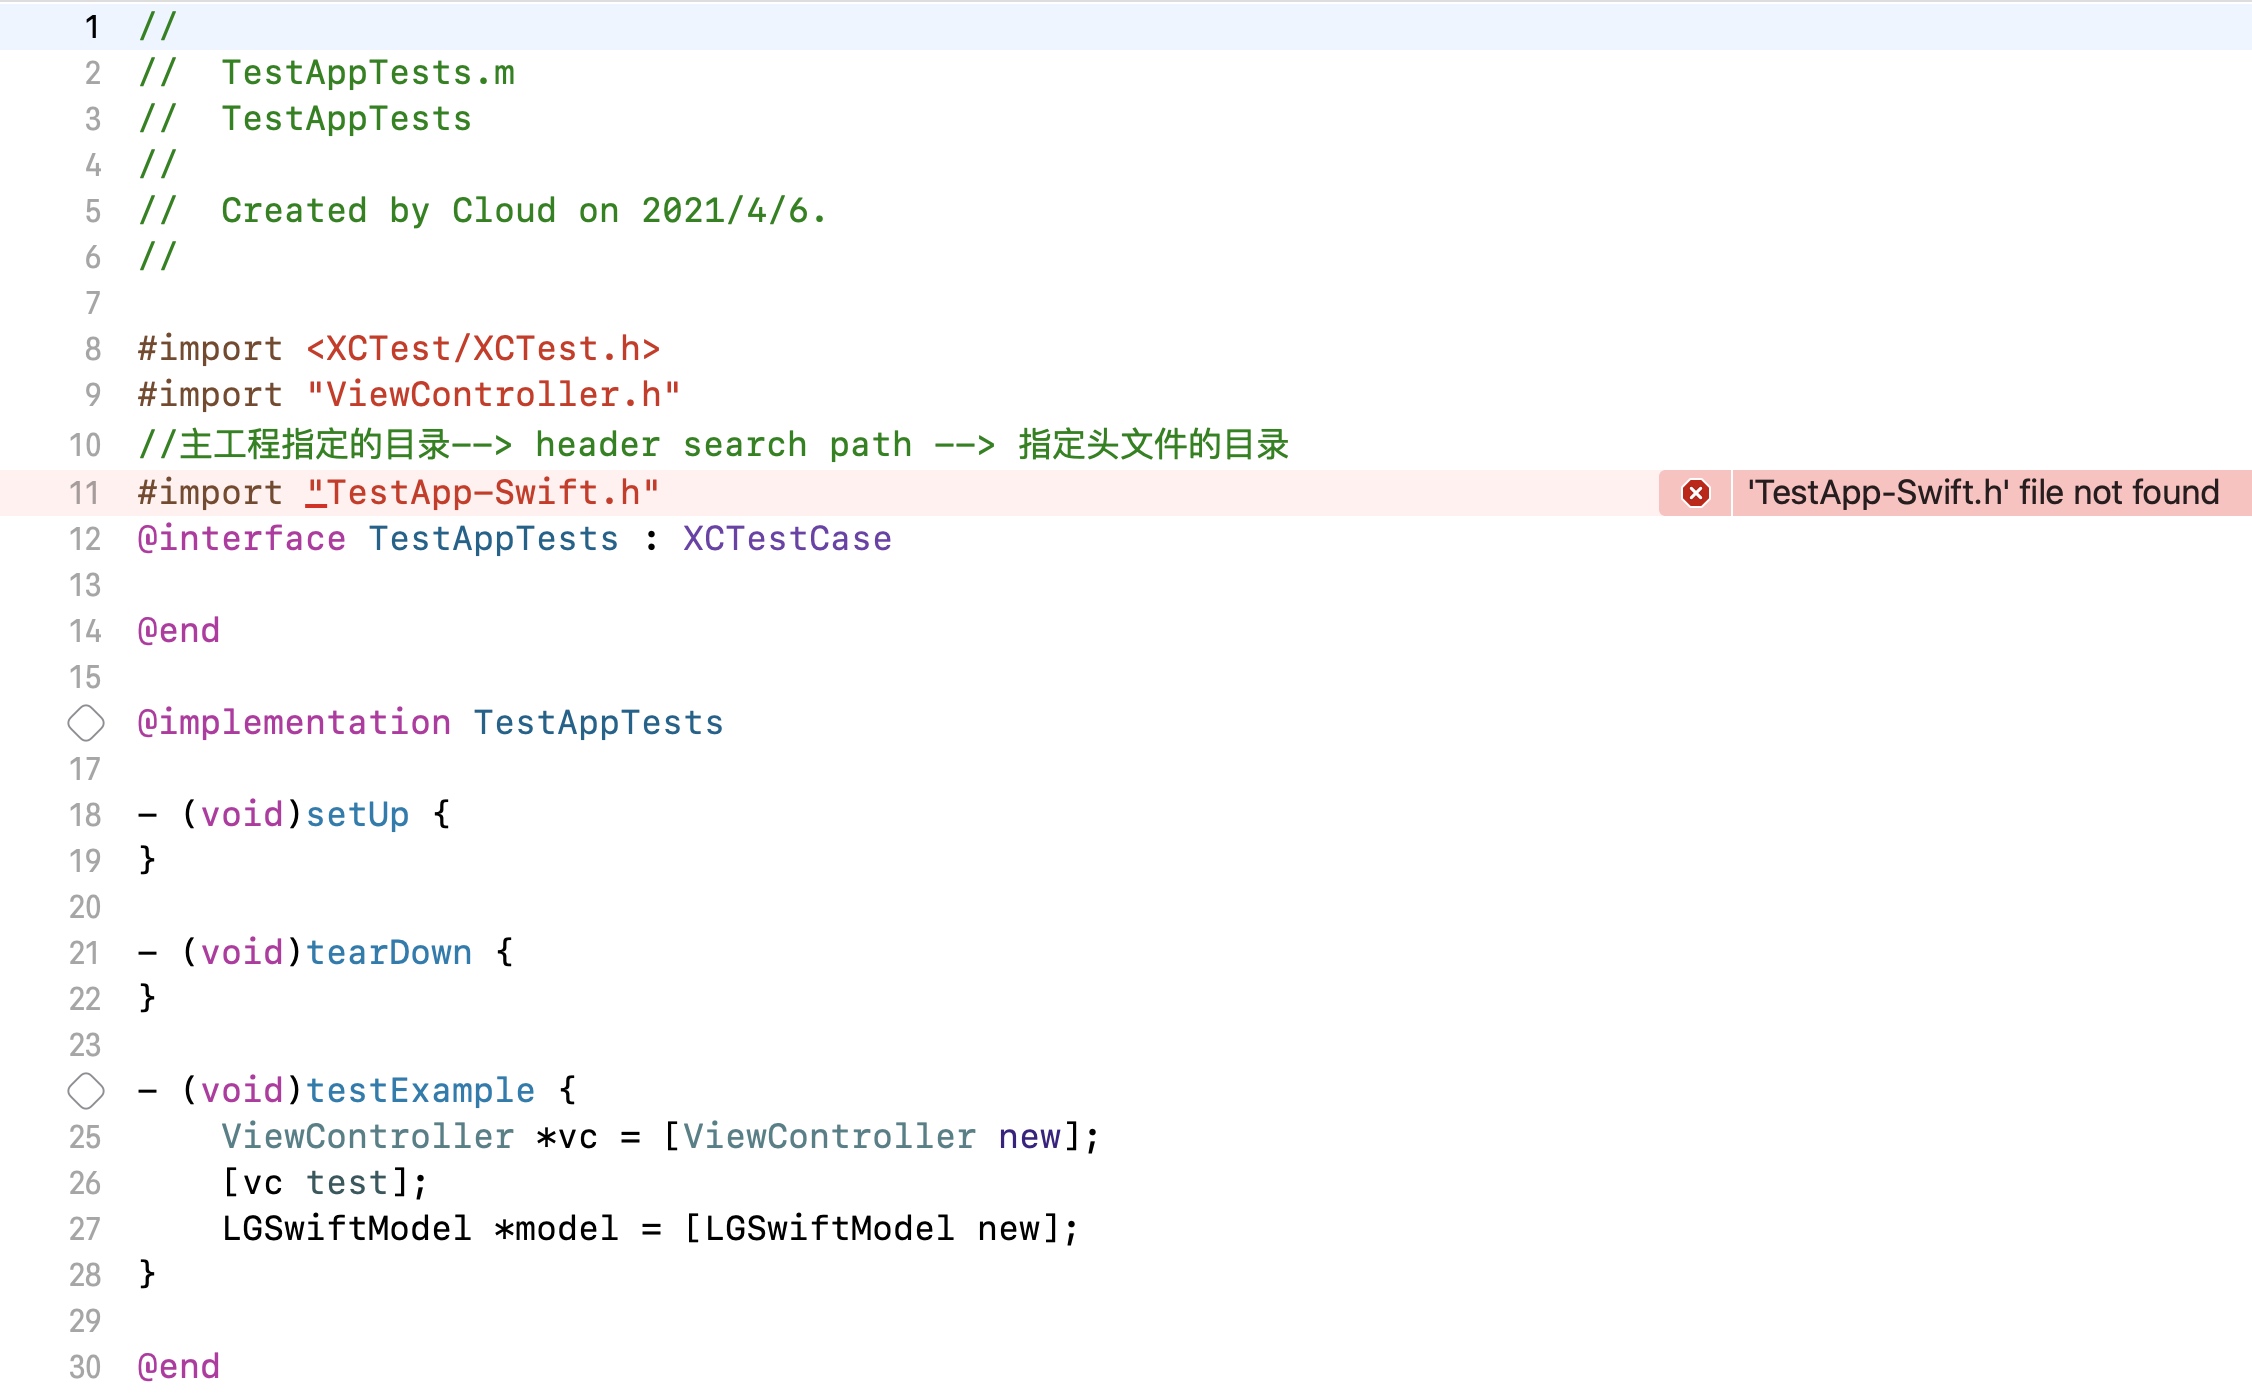 1 //
2 //  TestAppTests.m
3 //  TestAppTests
4 //
5 //  Created by Cloud on 2021/4/6.
6 //
7
8 #import <XCTest/XCTest.h>
9 #import "ViewController.h"
10 //主工程指定的目录--> header search path --> 指定头文件的目录
11 #import "TestApp-Swift.h" 'TestApp-Swift.h' file not found
12 @interface TestAppTests : XCTestCase
13
14 @end
15
@implementation TestAppTests
17
18 - (void)setUp {
19 }
20
21 - (void)tearDown {
22 }
23
- (void)testExample {
25     ViewController *vc = [ViewController new];
26     [vc test];
27     LGSwiftModel *model = [LGSwiftModel new];
28 }
29
30 @end